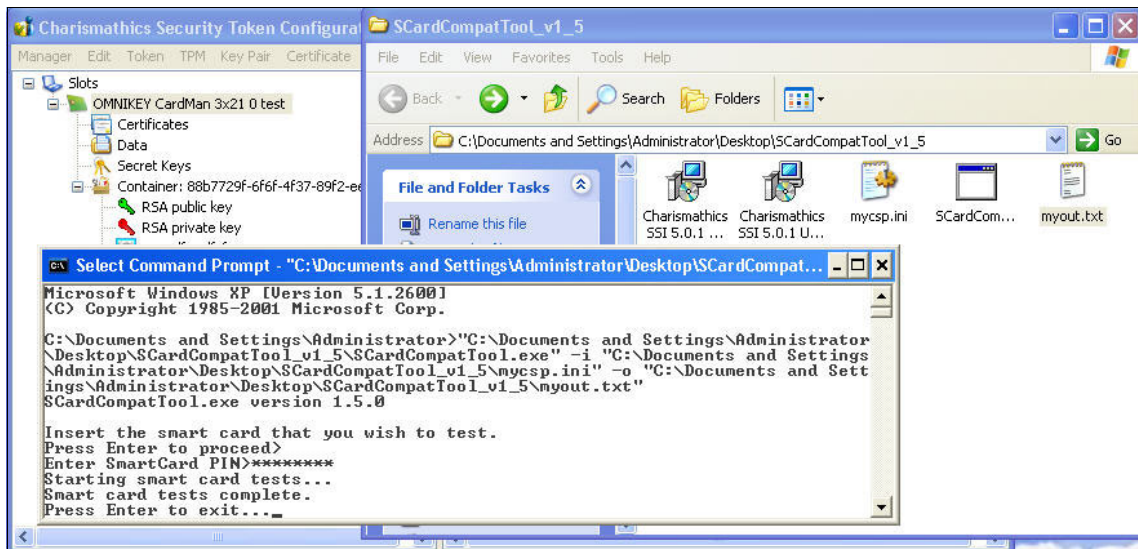 Charismathics Security Token Configura
Manager Edit Token TPM Key Pair Certificate
Slots
OMNIKEY CardMan 3x21 0 test
Certificates
Data
Secret Keys
Container: 88b7729f-6f6f-4f37-89f2-ee
RSA public key
RSA private key
SCardCompatTool_v1_5
File Edit View Favorites Tools Help
Back Search Folders
Address C:\Documents and Settings\Administrator\Desktop\SCardCompatTool_v1_5 Go
File and Folder Tasks
Rename this file
Charismathics SSI 5.0.1 ...
Charismathics SSI 5.0.1 U...
mycsp.ini
SCardCom...
myout.txt
Select Command Prompt - "C:\Documents and Settings\Administrator\Desktop\SCardCompat...
Microsoft Windows XP [Version 5.1.2600]
(C) Copyright 1985-2001 Microsoft Corp.
C:\Documents and Settings\Administrator>"C:\Documents and Settings\Administrator
\Desktop\SCardCompatTool_v1_5\SCardCompatTool.exe" -i "C:\Documents and Settings
\Administrator\Desktop\SCardCompatTool_v1_5\mycsp.ini" -o "C:\Documents and Sett
ings\Administrator\Desktop\SCardCompatTool_v1_5\myout.txt"
SCardCompatTool.exe version 1.5.0
Insert the smart card that you wish to test.
Press Enter to proceed>
Enter SmartCard PIN>********
Starting smart card tests...
Smart card tests complete.
Press Enter to exit..._